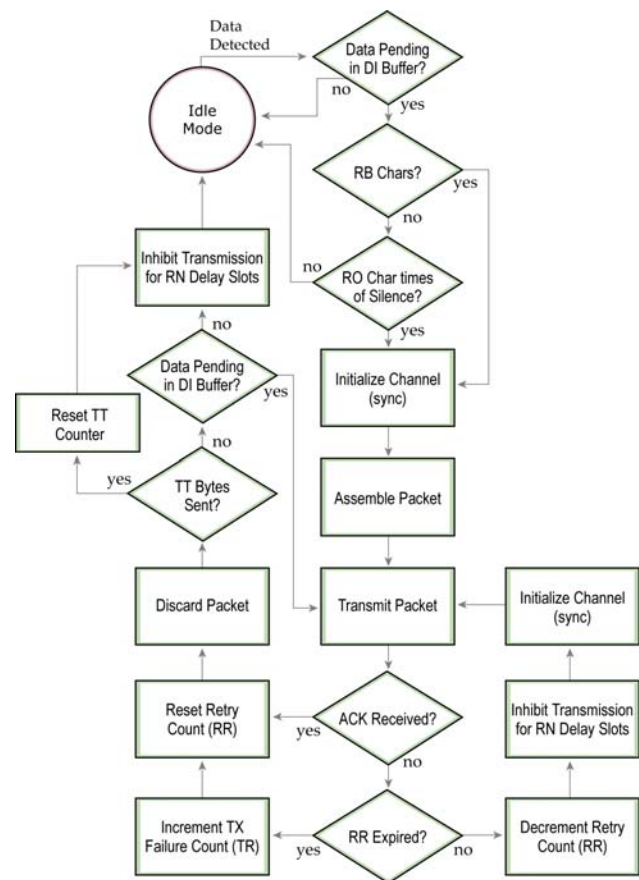 Data
Detected
Data Pending
in DI Buffer?
no
yes
Idle
Mode
RB Chars?
yes
no
Inhibit Transmission
for RN Delay Slots
no
RO Char times
of Silence?
yes
no
Data Pending
in DI Buffer?
yes
Initialize Channel
(sync)
Reset TT
Counter
no
yes
TT Bytes
Sent?
Assemble Packet
Discard Packet
Transmit Packet
Initialize Channel
(sync)
Reset Retry
Count (RR)
yes
ACK Received?
no
Inhibit Transmission
for RN Delay Slots
Increment TX
Failure Count (TR)
yes
RR Expired?
no
Decrement Retry
Count (RR)